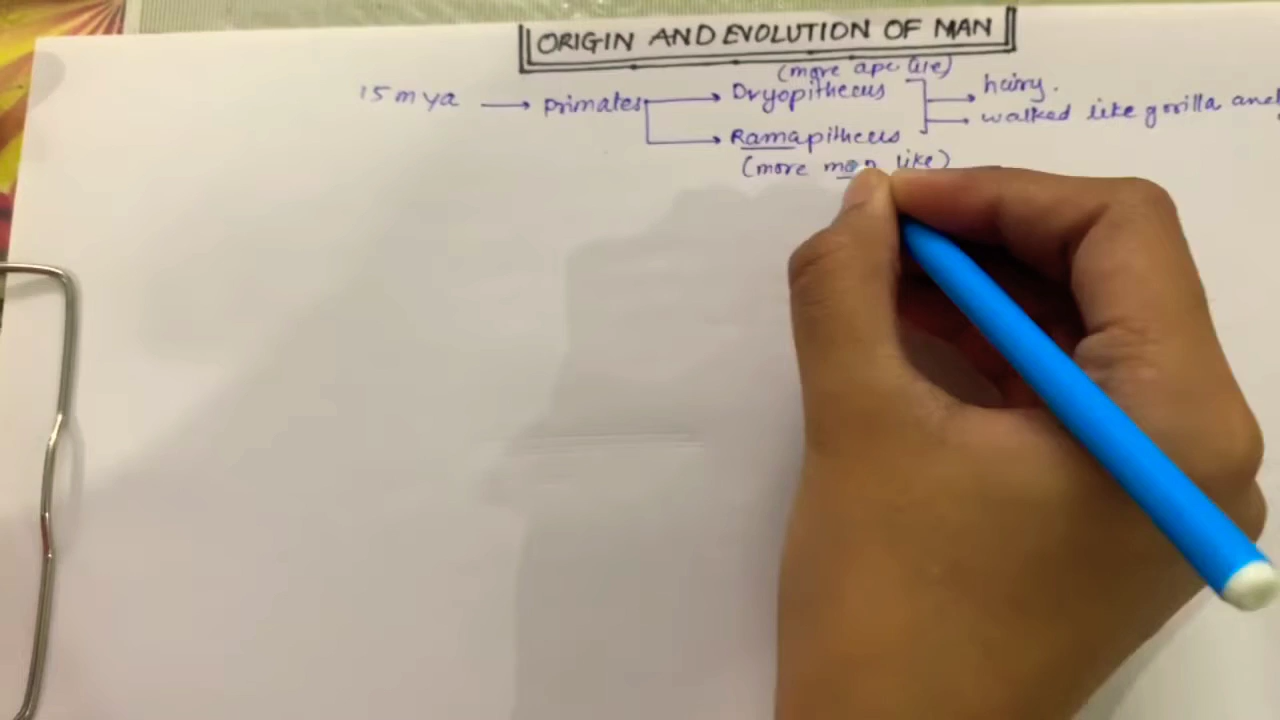 ORIGIN AND EVOLUTION OF MAN
(more ape like)
15 mya → primates → Dryopithecus → hairy.
→ Ramapithecus → walked like gorilla and
(more man like)